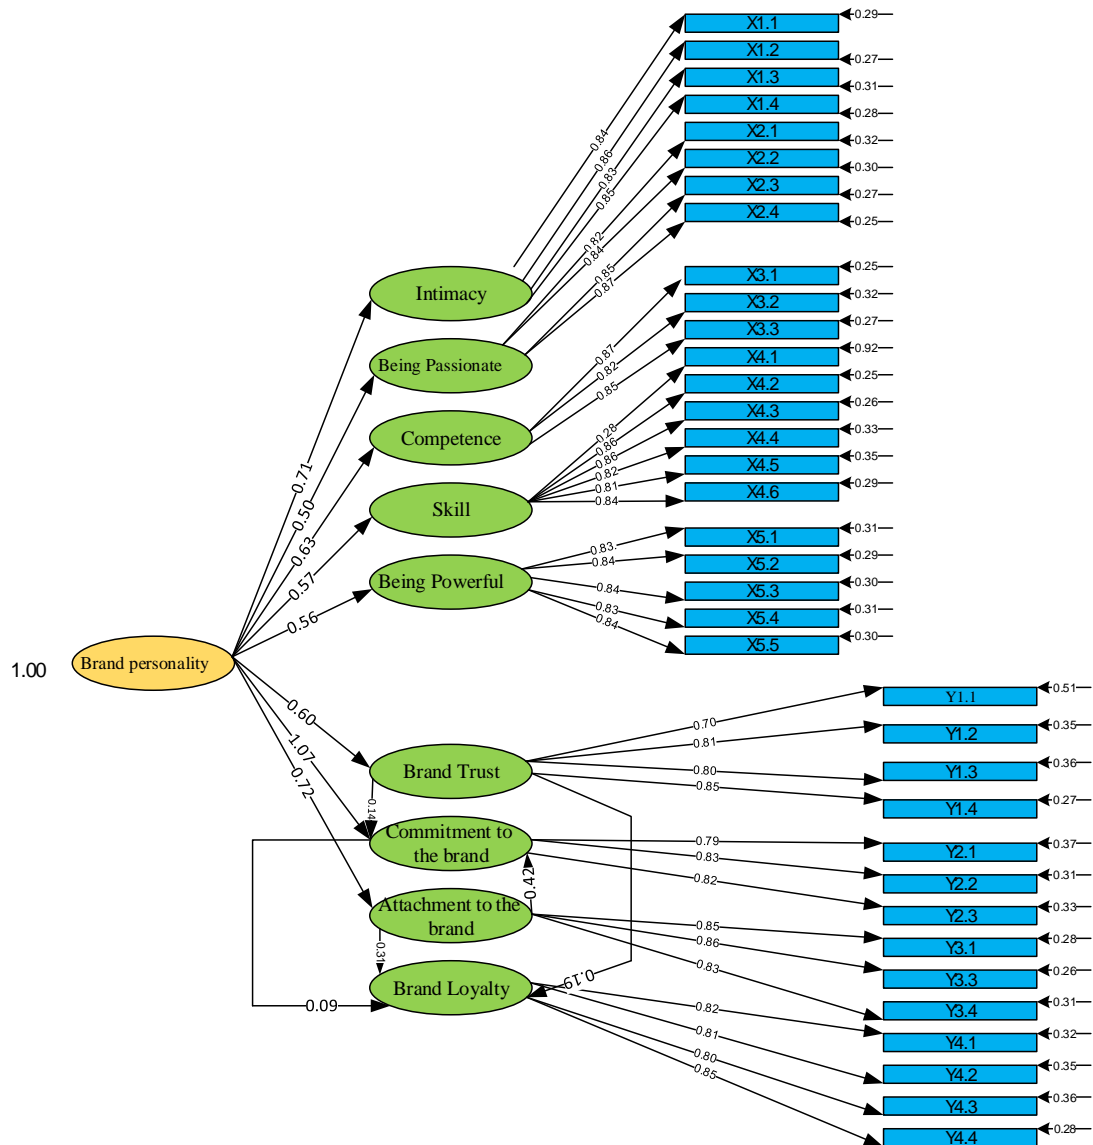 X1.1
0.29
X1.2
0.27
X1.3
0.31
X1.4
0.28
X2.1
0.32
X2.2
0.30
X2.3
0.27
X2.4
0.25
0.84
0.86
0.83
0.85
0.82
0.84
0.85
0.87
X3.1
0.25
X3.2
0.32
X3.3
0.27
X4.1
0.92
X4.2
0.25
X4.3
0.26
X4.4
0.33
X4.5
0.35
X4.6
0.29
0.87
0.82
0.85
0.28
0.86
0.86
0.82
0.81
0.84
X5.1
0.31
X5.2
0.29
X5.3
0.30
X5.4
0.31
X5.5
0.30
0.83
0.84
0.84
0.83
0.84
Intimacy
Being Passionate
Competence
Skill
Being Powerful
0.71
0.50
0.63
0.57
0.56
1.00
Brand personality
0.60
1.07
0.72
Brand Trust
0.14
Commitment to
the brand
0.42
Attachment to the
brand
0.31
Brand Loyalty
0.09
0.19
0.70
0.81
0.80
0.85
0.79
0.83
0.82
0.85
0.86
0.83
0.82
0.81
0.80
0.85
Y1.1
0.51
Y1.2
0.35
Y1.3
0.36
Y1.4
0.27
Y2.1
0.37
Y2.2
0.31
Y2.3
0.33
Y3.1
0.28
Y3.3
0.26
Y3.4
0.31
Y4.1
0.32
Y4.2
0.35
Y4.3
0.36
Y4.4
0.28